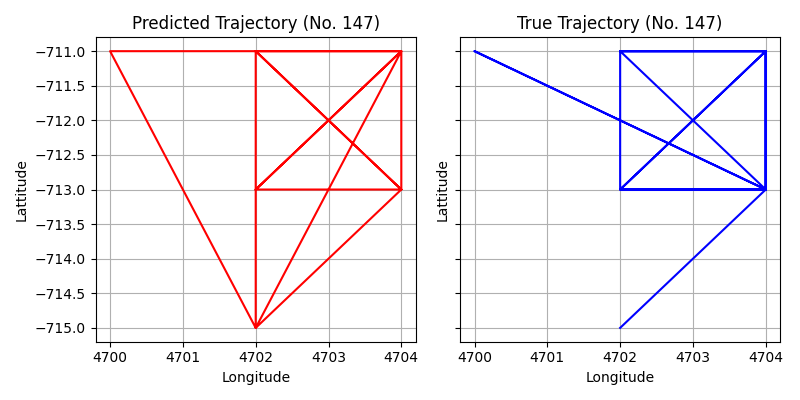 Predicted Trajectory (No. 147)
True Trajectory (No. 147)
−711.0
−711.5
−712.0
−712.5
−713.0
−713.5
−714.0
−714.5
−715.0
Lattitude
Lattitude
4700 4701 4702 4703 4704
4700 4701 4702 4703 4704
Longitude
Longitude